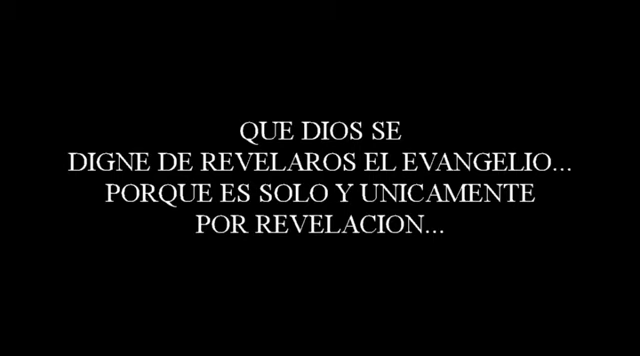 QUE DIOS SE
DIGNE DE REVELAROS EL EVANGELIO...
PORQUE ES SOLO Y UNICAMENTE
POR REVELACION...